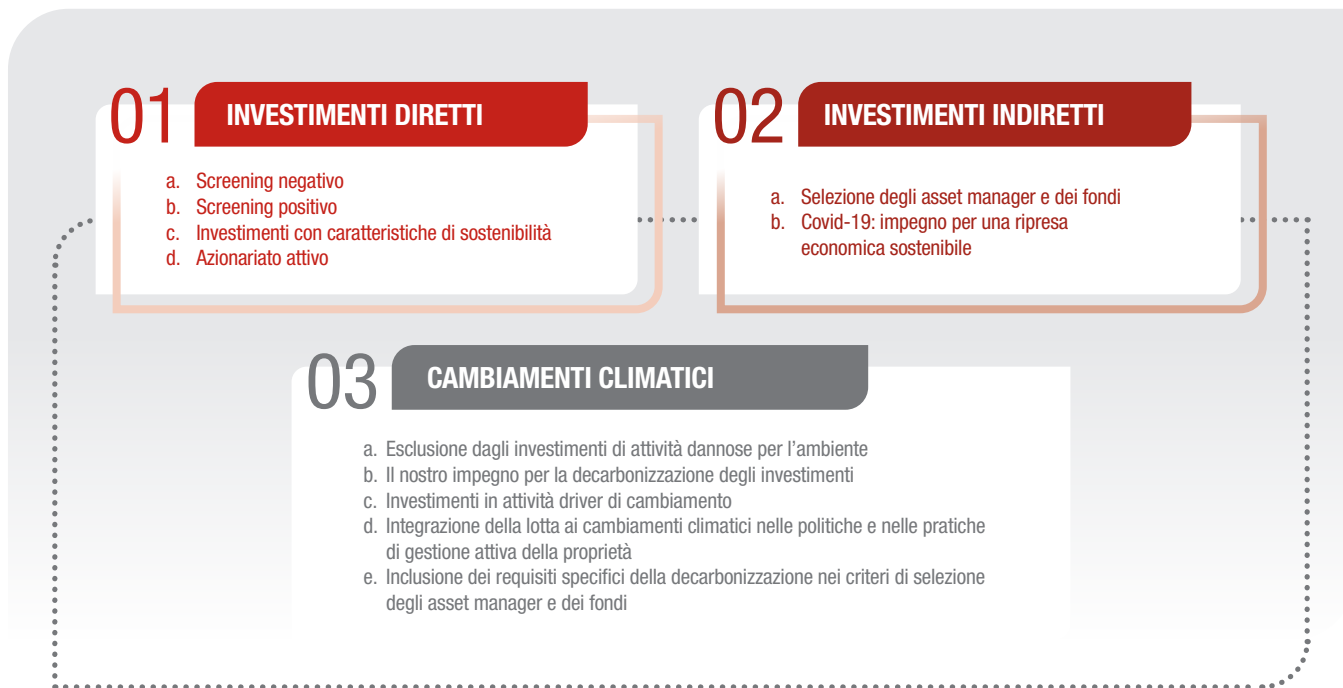 01
INVESTIMENTI DIRETTI
a. Screening negativo
b. Screening positivo
c. Investimenti con caratteristiche di sostenibilità
d. Azionariato attivo
02
INVESTIMENTI INDIRETTI
a. Selezione degli asset manager e dei fondi
b. Covid-19: impegno per una ripresa
economica sostenibile
03
CAMBIAMENTI CLIMATICI
a. Esclusione dagli investimenti di attività dannose per l’ambiente
b. Il nostro impegno per la decarbonizzazione degli investimenti
c. Investimenti in attività driver di cambiamento
d. Integrazione della lotta ai cambiamenti climatici nelle politiche e nelle pratiche
di gestione attiva della proprietà
e. Inclusione dei requisiti specifici della decarbonizzazione nei criteri di selezione
degli asset manager e dei fondi